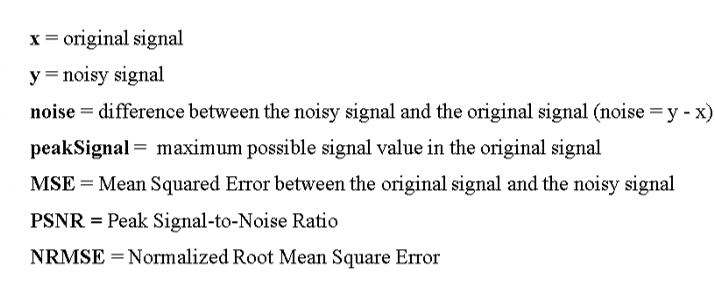 x = original signal
y = noisy signal
noise = difference between the noisy signal and the original signal (noise = y - x)
peakSignal = maximum possible signal value in the original signal
MSE = Mean Squared Error between the original signal and the noisy signal
PSNR = Peak Signal-to-Noise Ratio
NRMSE = Normalized Root Mean Square Error